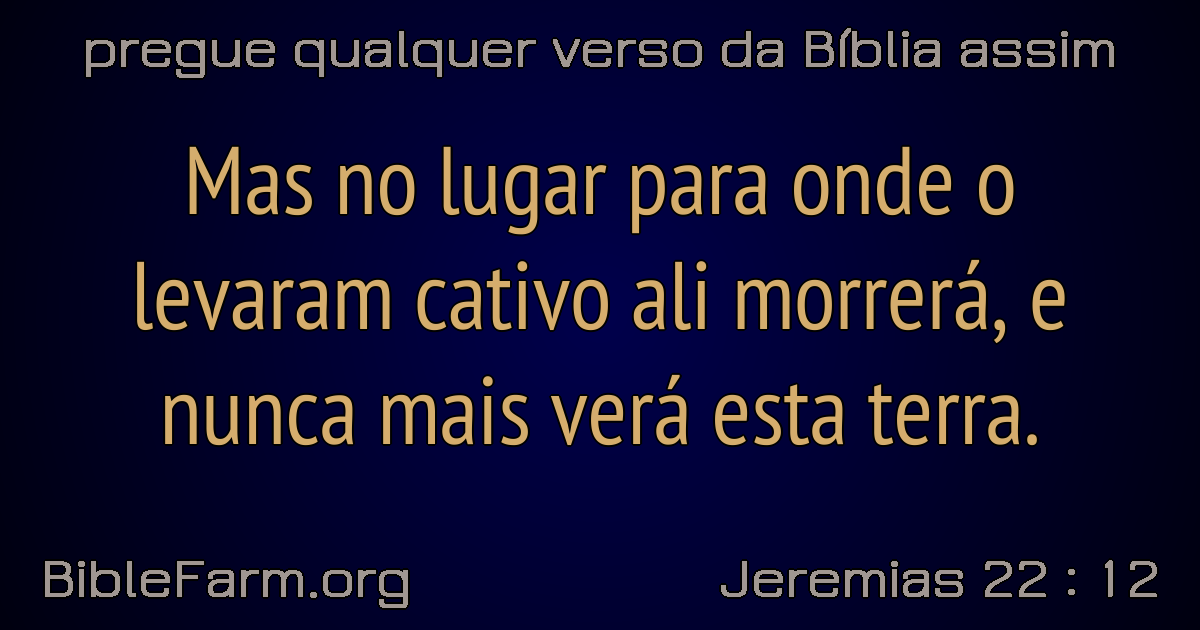 pregue qualquer verso da Bíblia assim
Mas no lugar para onde o
levaram cativo ali morrerá, e
nunca mais verá esta terra.
BibleFarm.org
Jeremias 22 : 12